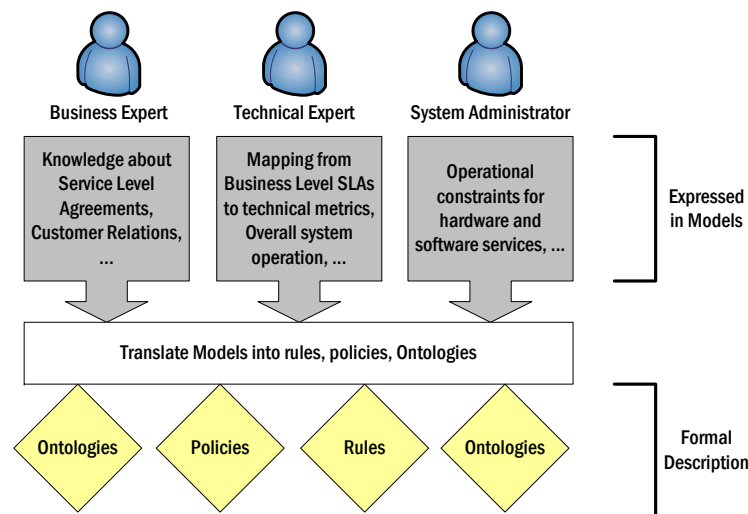 Business Expert
Technical Expert
System Administrator
Knowledge about
Service Level
Agreements,
Customer Relations,
...
Mapping from
Business Level SLAs
to technical metrics,
Overall system
operation, ...
Operational
constraints for
hardware and
software services, ...
Expressed
in Models
Translate Models into rules, policies, Ontologies
Ontologies
Policies
Rules
Ontologies
Formal
Description